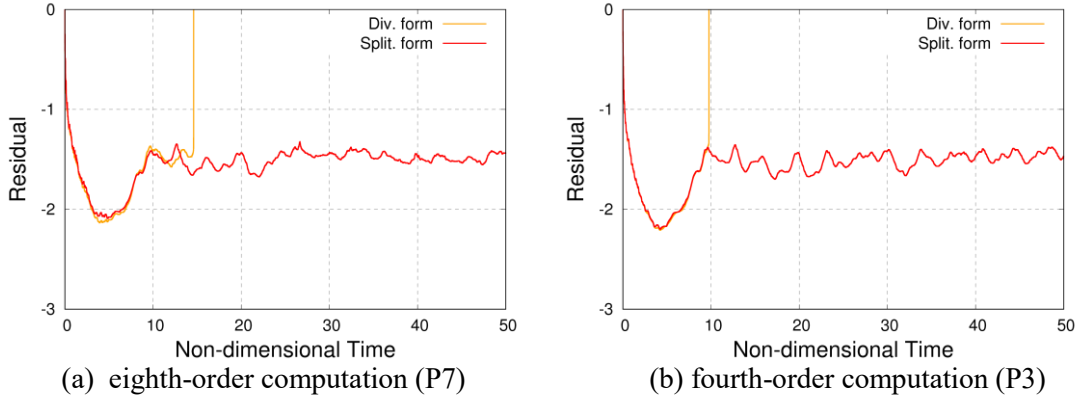 0
-1
-2
-3
Residual
Div. form
Split. form
0 10 20 30 40 50
Non-dimensional Time
(a) eighth-order computation (P7)
0
-1
-2
-3
Residual
Div. form
Split. form
0 10 20 30 40 50
Non-dimensional Time
(b) fourth-order computation (P3)